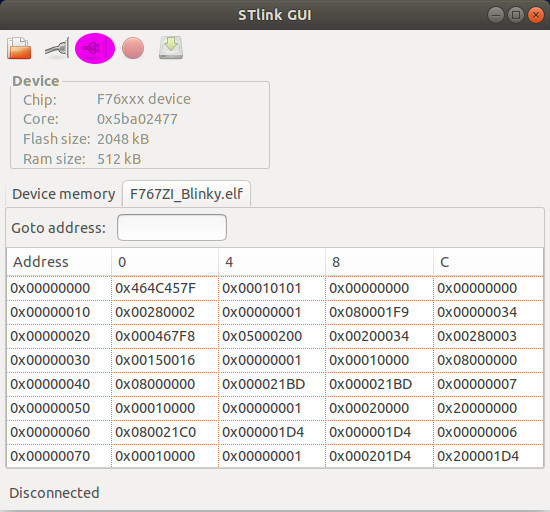 STlink GUI
Device
Chip: F76xxx device
Core: 0x5ba02477
Flash size: 2048 kB
Ram size: 512 kB
Device memory F767ZI_Blinky.elf
Goto address:
Address 0 4 8 C
0x00000000 0x464C457F 0x00010101 0x00000000 0x00000000
0x00000010 0x00280002 0x00000001 0x080001F9 0x00000034
0x00000020 0x000467F8 0x05000200 0x00200034 0x00280003
0x00000030 0x00150016 0x00000001 0x00010000 0x08000000
0x00000040 0x08000000 0x000021BD 0x000021BD 0x00000007
0x00000050 0x00010000 0x00000001 0x00020000 0x20000000
0x00000060 0x080021C0 0x000001D4 0x000001D4 0x00000006
0x00000070 0x00010000 0x00000001 0x000201D4 0x200001D4
Disconnected